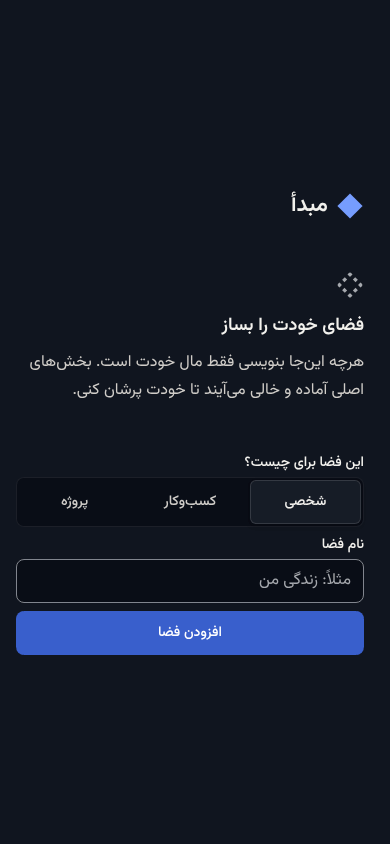 مبدأ
فضای خودت را بساز
هرچه این‌جا بنویسی فقط مال خودت است. بخش‌های
اصلی آماده و خالی می‌آیند تا خودت پرشان کنی.
این فضا برای چیست؟
شخصی
کسب‌وکار
پروژه
نام فضا
مثلاً: زندگی من
افزودن فضا